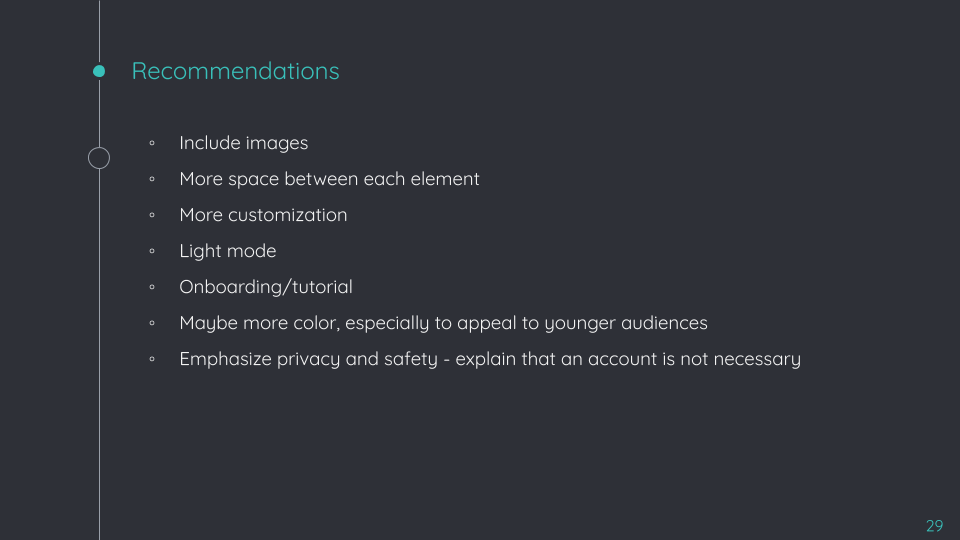 Recommendations
Include images
More space between each element
More customization
Light mode
Onboarding/tutorial
Maybe more color, especially to appeal to younger audiences
Emphasize privacy and safety - explain that an account is not necessary
29